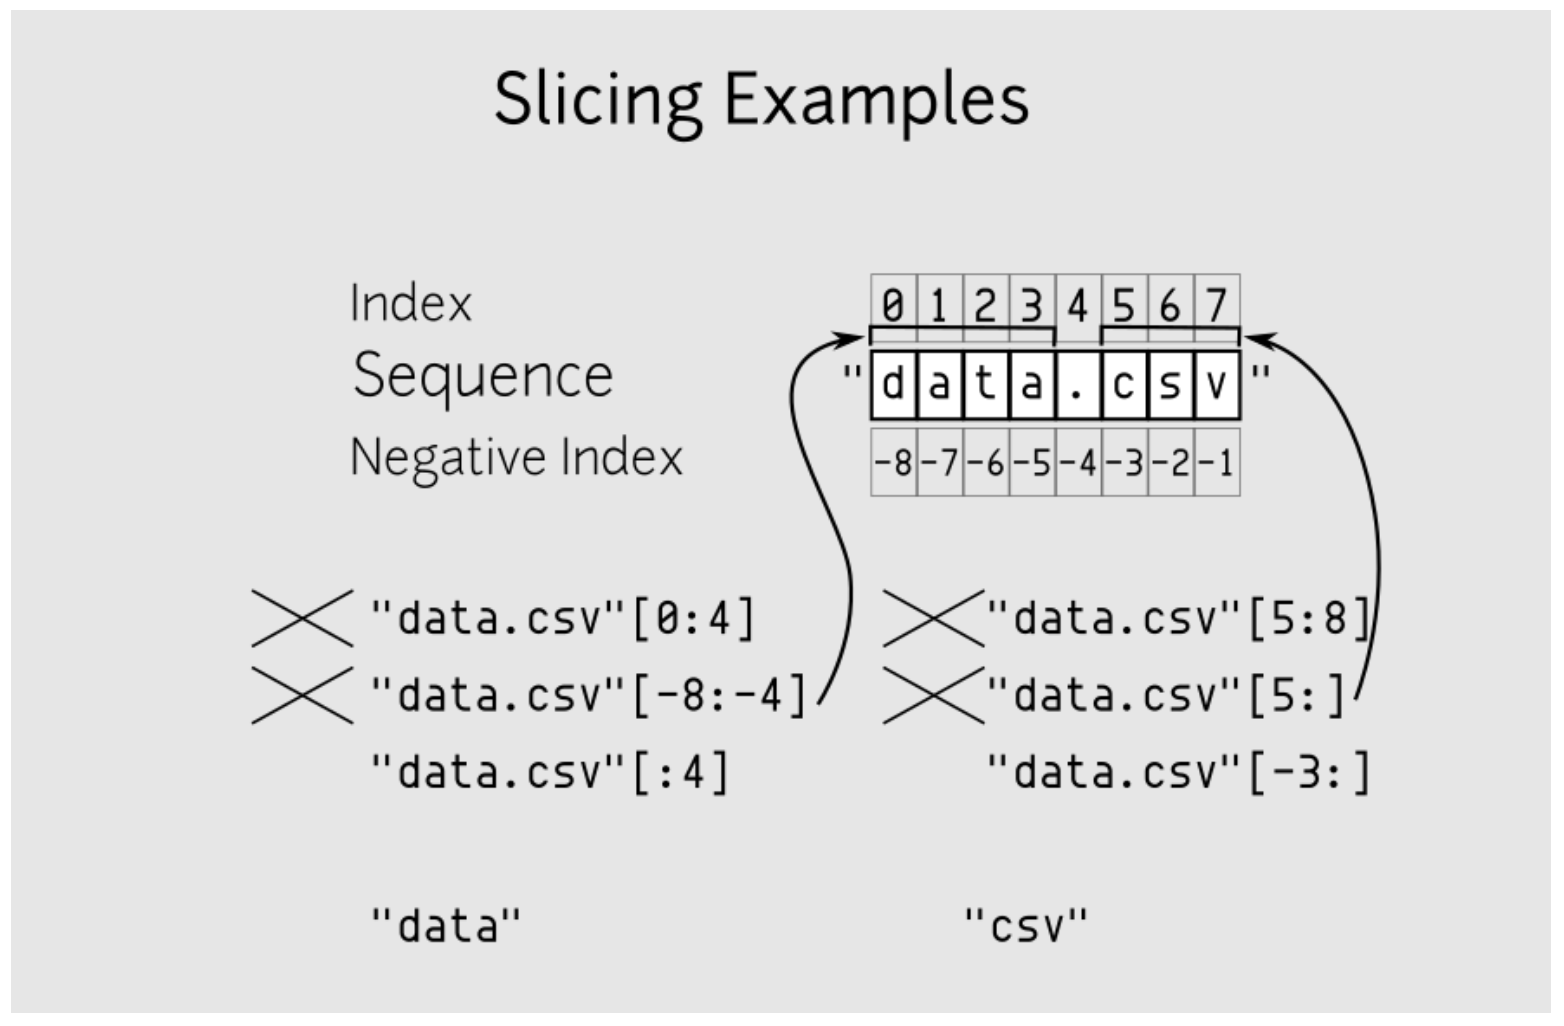 Slicing Examples
Index 0 1 2 3 4 5 6 7
Sequence "data.csv"
Negative Index -8 -7 -6 -5 -4 -3 -2 -1
"data.csv"[0:4] "data.csv"[5:8]
"data.csv"[-8:-4] "data.csv"[5:]
"data.csv"[:4] "data.csv"[-3:]
"data" "csv"